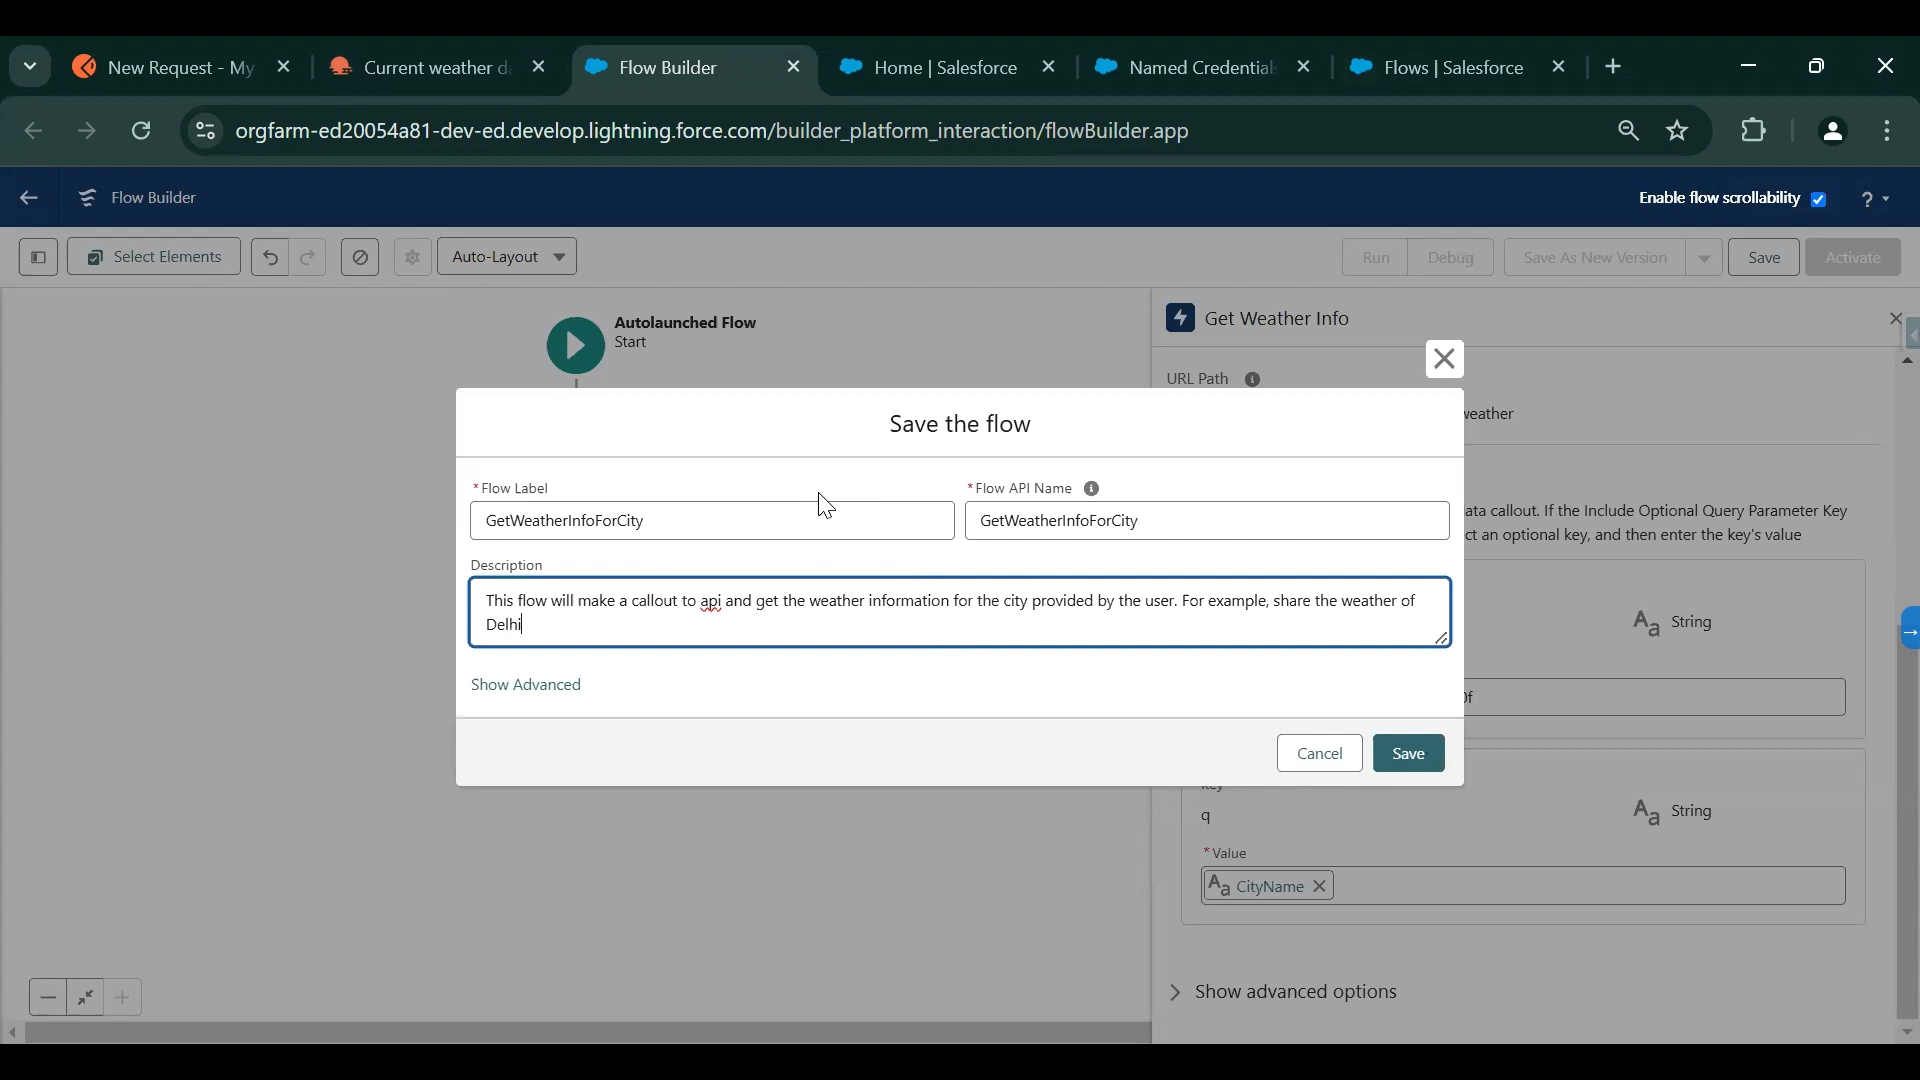 New Request - My
Current weather d
Flow Builder
Home | Salesforce
Named Credential
Flows | Salesforce
orgfarm-ed20054a81-dev-ed.develop.lightning.force.com/builder_platform_interaction/flowBuilder.app
Flow Builder
Enable flow scrollability
?
Select Elements
Auto-Layout
Run
Debug
Save As New Version
Save
Activate
Autolaunched Flow
Start
Get Weather Info
URL Path
weather
Save the flow
* Flow Label
* Flow API Name
GetWeatherInfoForCity
GetWeatherInfoForCity
ata callout. If the Include Optional Query Parameter Key
ct an optional key, and then enter the key's value
Description
This flow will make a callout to api and get the weather information for the city provided by the user. For example, share the weather of
Delhi
Aa String
Show Advanced
Cancel
Save
q
Aa String
* Value
Aa CityName
Show advanced options